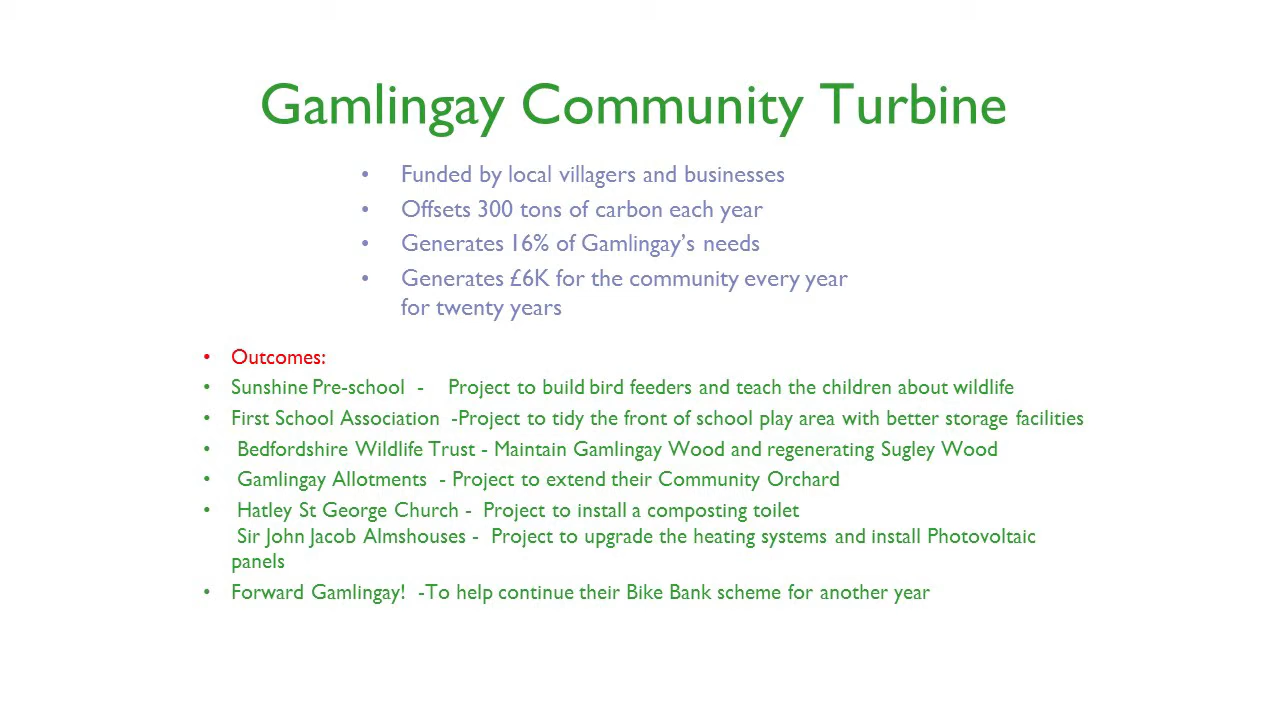 Gamlingay Community Turbine
• Funded by local villagers and businesses
• Offsets 300 tons of carbon each year
• Generates 16% of Gamlingay’s needs
• Generates £6K for the community every year
for twenty years
• Outcomes:
• Sunshine Pre-school - Project to build bird feeders and teach the children about wildlife
• First School Association -Project to tidy the front of school play area with better storage facilities
• Bedfordshire Wildlife Trust - Maintain Gamlingay Wood and regenerating Sugley Wood
• Gamlingay Allotments - Project to extend their Community Orchard
• Hatley St George Church - Project to install a composting toilet
Sir John Jacob Almshouses - Project to upgrade the heating systems and install Photovoltaic
panels
• Forward Gamlingay! -To help continue their Bike Bank scheme for another year